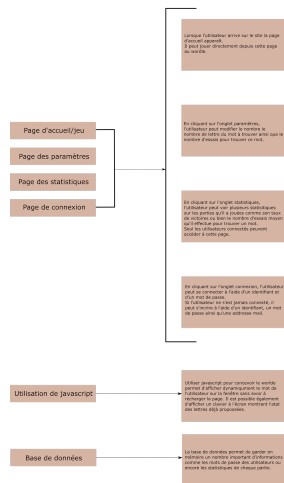 Lorsque l'utilisateur arrive sur le site la page
d'accueil apparaît.
Il peut jouer directement depuis cette page
au wordle.
En cliquant sur l'onglet paramètres,
l'utilisateur peut modifier le nombre le
nombre de lettre du mot à trouver ainsi que le
nombre d'essais pour trouver ce mot.
Page d'accueil/jeu
Page des paramètres
Page des statistiques
Page de connexion
En cliquant sur l'onglet statistiques,
l'utilisateur peut voir plusieurs statistiques
sur les parties qu'il a jouées comme son taux
de victoires ou bien le nombre d'essais moyen
qu'il effectue pour trouver un mot.
Seul les utilisateurs connectés peuvent
accéder à cette page.
En cliquant sur l'onglet connexion, l'utilisateur
peut se connecter à l'aide d'un identifiant et
d'un mot de passe.
Si l'utilisateur ne s'est jamais connecté, il
peut s'incrire à l'aide d'un identifiant, un mot
de passe ainsi qu'une addresse mail.
Utilisation de Javascript
Utiliser Javascript pour concevoir le wordle
permet d'afficher dynamiquement le mot de
l'utilisateur sur la fenêtre sans avoir à
recharger la page. Il est possible également
d'afficher un clavier à l'écran montrant l'état
des lettres déjà proposées.
Base de données
La base de données permet de garder en
mémoire un nombre important d'informations
comme les mots de passe des utilisateurs ou
encore les statistiques de chaque partie.